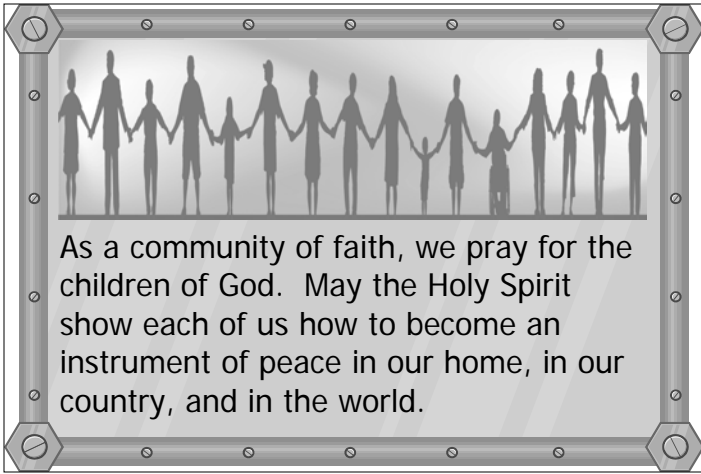 As a community of faith, we pray for the
children of God.  May the Holy Spirit
show each of us how to become an
instrument of peace in our home, in our
country, and in the world.